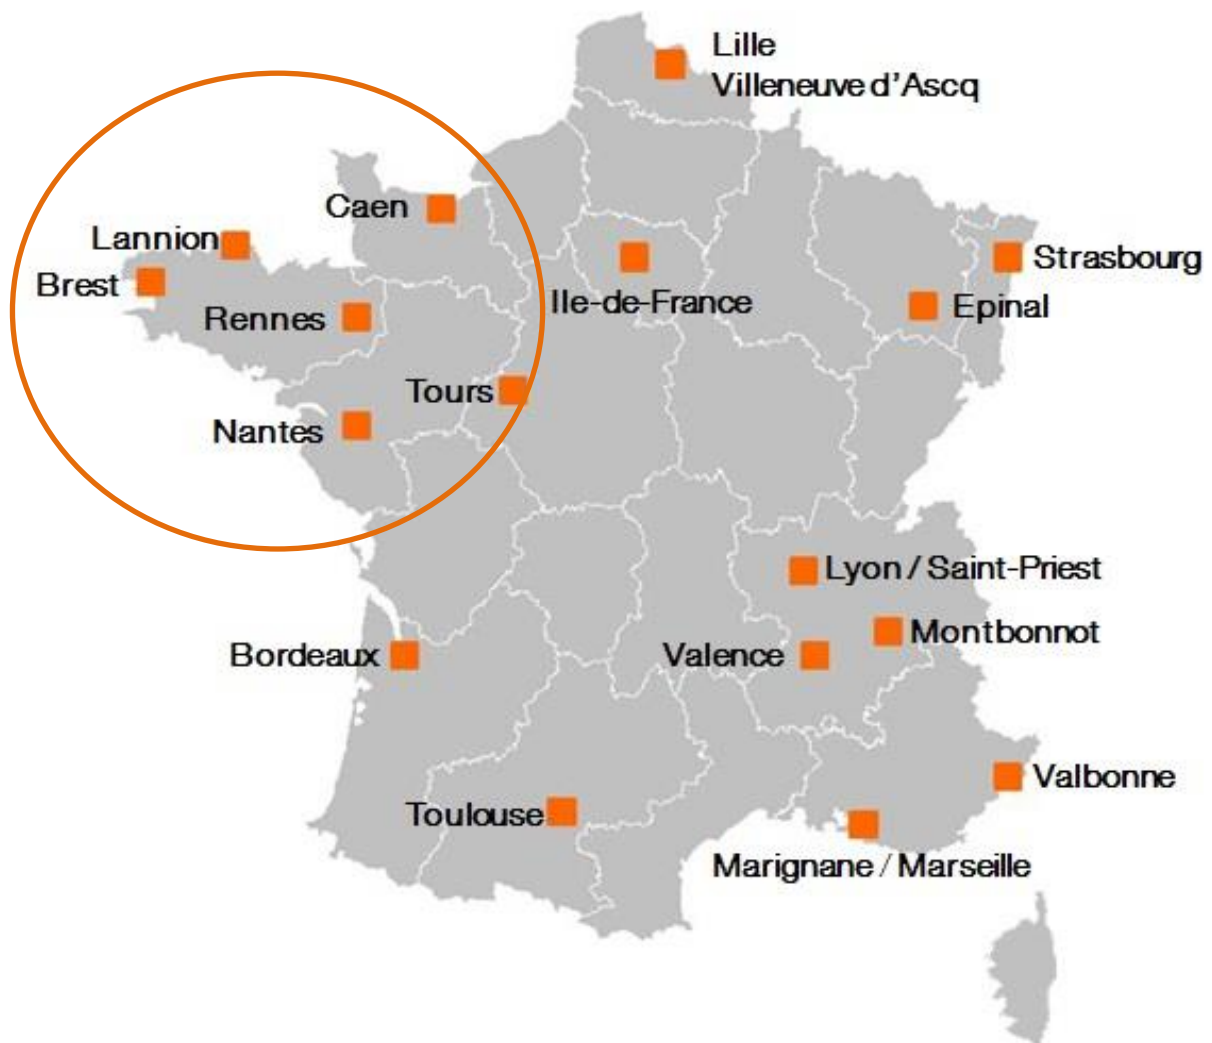 Lille
Villeneuve d'Ascq
Caen
Lannion
Strasbourg
Brest
Ile-de-France
Epinal
Rennes
Tours
Nantes
Lyon / Saint-Priest
Montbonnot
Bordeaux
Valence
Valbonne
Toulouse
Marignane / Marseille